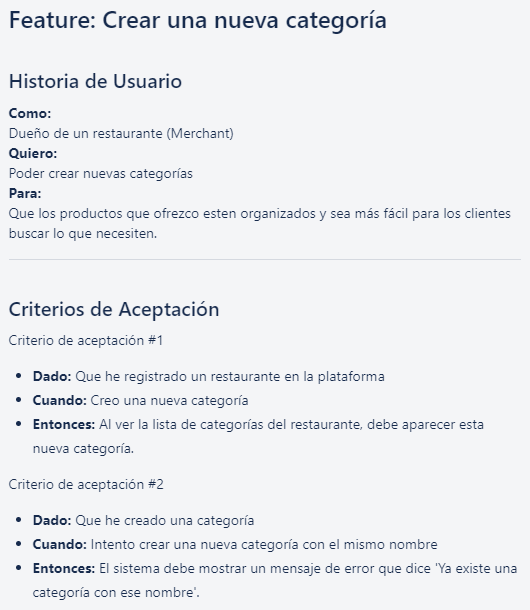 Feature: Crear una nueva categoría
Historia de Usuario
Como:
Dueño de un restaurante (Merchant)
Quiero:
Poder crear nuevas categorías
Para:
Que los productos que ofrezco esten organizados y sea más fácil para los clientes
buscar lo que necesiten.
Criterios de Aceptación
Criterio de aceptación #1
• Dado: Que he registrado un restaurante en la plataforma
• Cuando: Creo una nueva categoría
• Entonces: Al ver la lista de categorías del restaurante, debe aparecer esta
nueva categoría.
Criterio de aceptación #2
• Dado: Que he creado una categoría
• Cuando: Intento crear una nueva categoría con el mismo nombre
• Entonces: El sistema debe mostrar un mensaje de error que dice 'Ya existe una
categoría con ese nombre'.